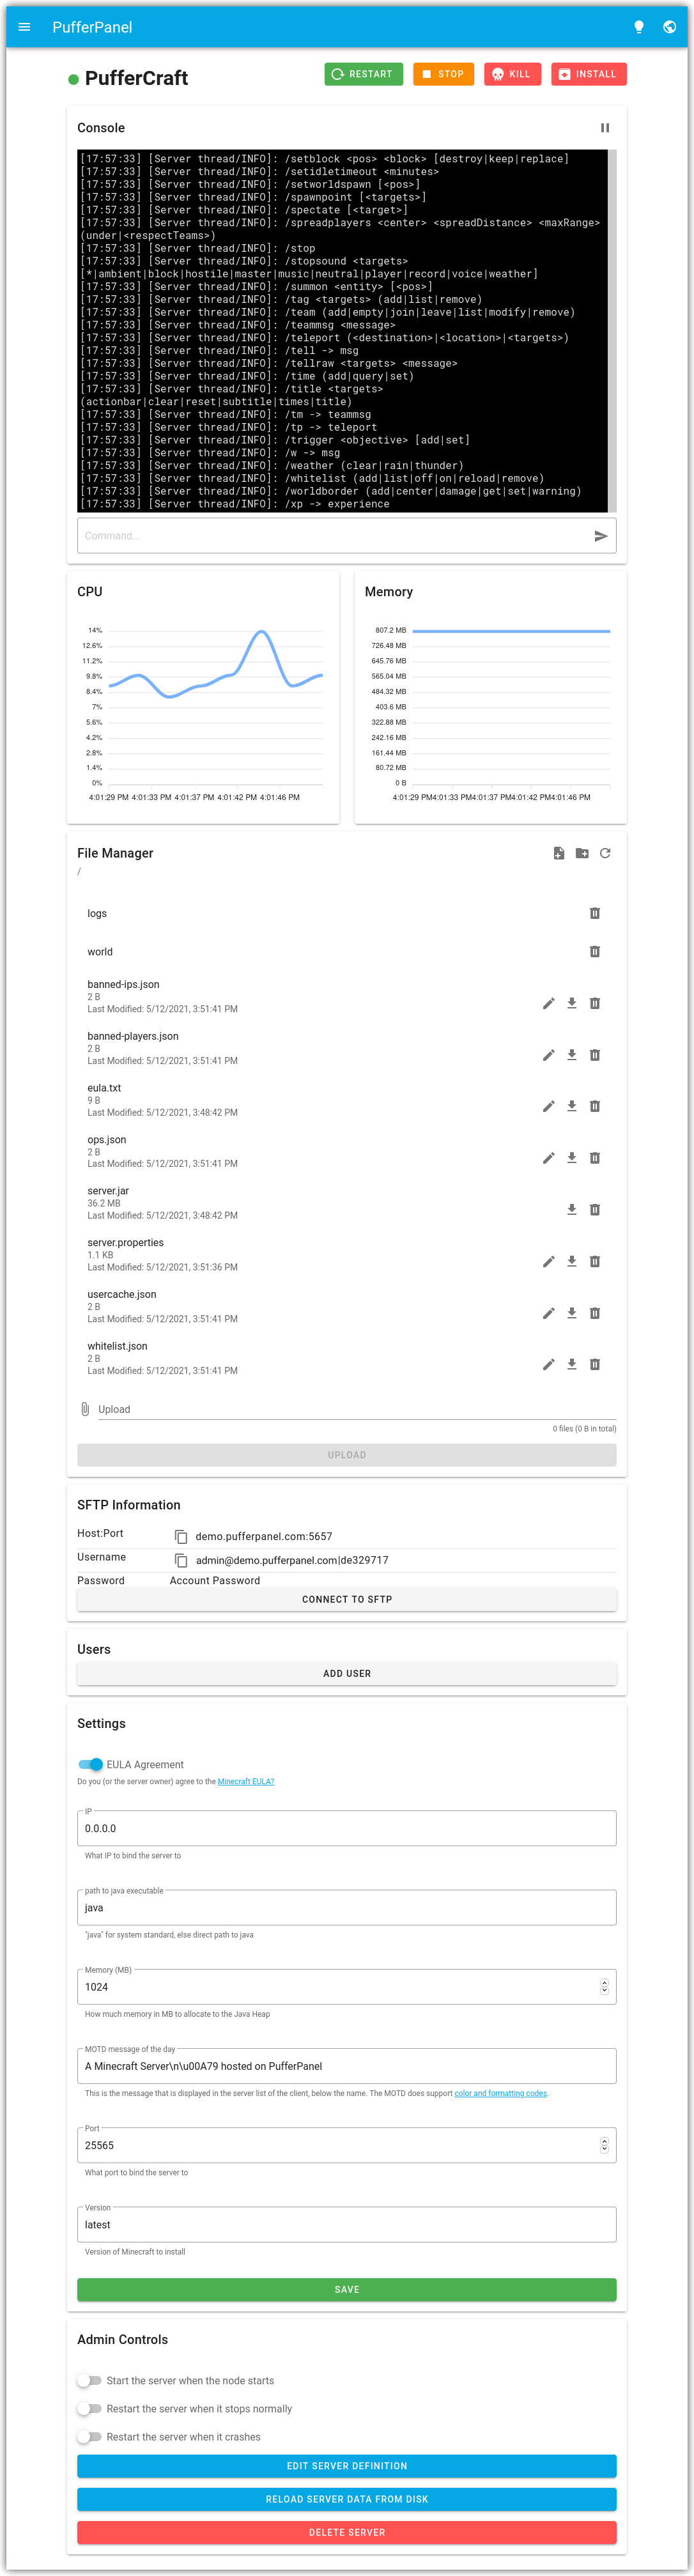 PufferPanel
PufferCraft
RESTART
STOP
KILL
INSTALL
Console
[17:57:33] [Server thread/INFO]: /setblock <pos> <block> [destroy|keep|replace]
[17:57:33] [Server thread/INFO]: /setidletimeout <minutes>
[17:57:33] [Server thread/INFO]: /setworldspawn [<pos>]
[17:57:33] [Server thread/INFO]: /spawnpoint [<targets>]
[17:57:33] [Server thread/INFO]: /spectate [<target>]
[17:57:33] [Server thread/INFO]: /spreadplayers <center> <spreadDistance> <maxRange>
(under|<respectTeams>)
[17:57:33] [Server thread/INFO]: /stop
[17:57:33] [Server thread/INFO]: /stopsound <targets>
[*|ambient|block|hostile|master|music|neutral|player|record|voice|weather]
[17:57:33] [Server thread/INFO]: /summon <entity> [<pos>]
[17:57:33] [Server thread/INFO]: /tag <targets> (add|list|remove)
[17:57:33] [Server thread/INFO]: /team (add|empty|join|leave|list|modify|remove)
[17:57:33] [Server thread/INFO]: /teammsg <message>
[17:57:33] [Server thread/INFO]: /teleport (<destination>|<location>|<targets>)
[17:57:33] [Server thread/INFO]: /tell -> msg
[17:57:33] [Server thread/INFO]: /tellraw <targets> <message>
[17:57:33] [Server thread/INFO]: /time (add|query|set)
[17:57:33] [Server thread/INFO]: /title <targets>
(actionbar|clear|reset|subtitle|times|title)
[17:57:33] [Server thread/INFO]: /tm -> teammsg
[17:57:33] [Server thread/INFO]: /tp -> teleport
[17:57:33] [Server thread/INFO]: /trigger <objective> [add|set]
[17:57:33] [Server thread/INFO]: /w -> msg
[17:57:33] [Server thread/INFO]: /weather (clear|rain|thunder)
[17:57:33] [Server thread/INFO]: /whitelist (add|list|off|on|reload|remove)
[17:57:33] [Server thread/INFO]: /worldborder (add|center|damage|get|set|warning)
[17:57:33] [Server thread/INFO]: /xp -> experience
Command...
CPU
14%
12.6%
11.2%
9.8%
8.4%
7%
5.6%
4.2%
2.8%
1.4%
0%
4:01:29 PM 4:01:33 PM 4:01:37 PM 4:01:42 PM 4:01:46 PM
Memory
807.2 MB
726.48 MB
645.76 MB
565.04 MB
484.32 MB
403.6 MB
322.88 MB
242.16 MB
161.44 MB
80.72 MB
0 B
4:01:29 PM4:01:33 PM4:01:37 PM4:01:42 PM4:01:46 PM
File Manager
/
logs
world
banned-ips.json
2 B
Last Modified: 5/12/2021, 3:51:41 PM
banned-players.json
2 B
Last Modified: 5/12/2021, 3:51:41 PM
eula.txt
9 B
Last Modified: 5/12/2021, 3:48:42 PM
ops.json
2 B
Last Modified: 5/12/2021, 3:51:41 PM
server.jar
36.2 MB
Last Modified: 5/12/2021, 3:48:42 PM
server.properties
1.1 KB
Last Modified: 5/12/2021, 3:51:36 PM
usercache.json
2 B
Last Modified: 5/12/2021, 3:51:41 PM
whitelist.json
2 B
Last Modified: 5/12/2021, 3:51:41 PM
Upload
0 files (0 B in total)
UPLOAD
SFTP Information
Host:Port demo.pufferpanel.com:5657
Username admin@demo.pufferpanel.com|de329717
Password Account Password
CONNECT TO SFTP
Users
ADD USER
Settings
EULA Agreement
Do you (or the server owner) agree to the Minecraft EULA?
IP
0.0.0.0
What IP to bind the server to
path to java executable
java
"java" for system standard, else direct path to java
Memory (MB)
1024
How much memory in MB to allocate to the Java Heap
MOTD message of the day
A Minecraft Server\n\u00A79 hosted on PufferPanel
This is the message that is displayed in the server list of the client, below the name. The MOTD does support color and formatting codes.
Port
25565
What port to bind the server to
Version
latest
Version of Minecraft to install
SAVE
Admin Controls
Start the server when the node starts
Restart the server when it stops normally
Restart the server when it crashes
EDIT SERVER DEFINITION
RELOAD SERVER DATA FROM DISK
DELETE SERVER